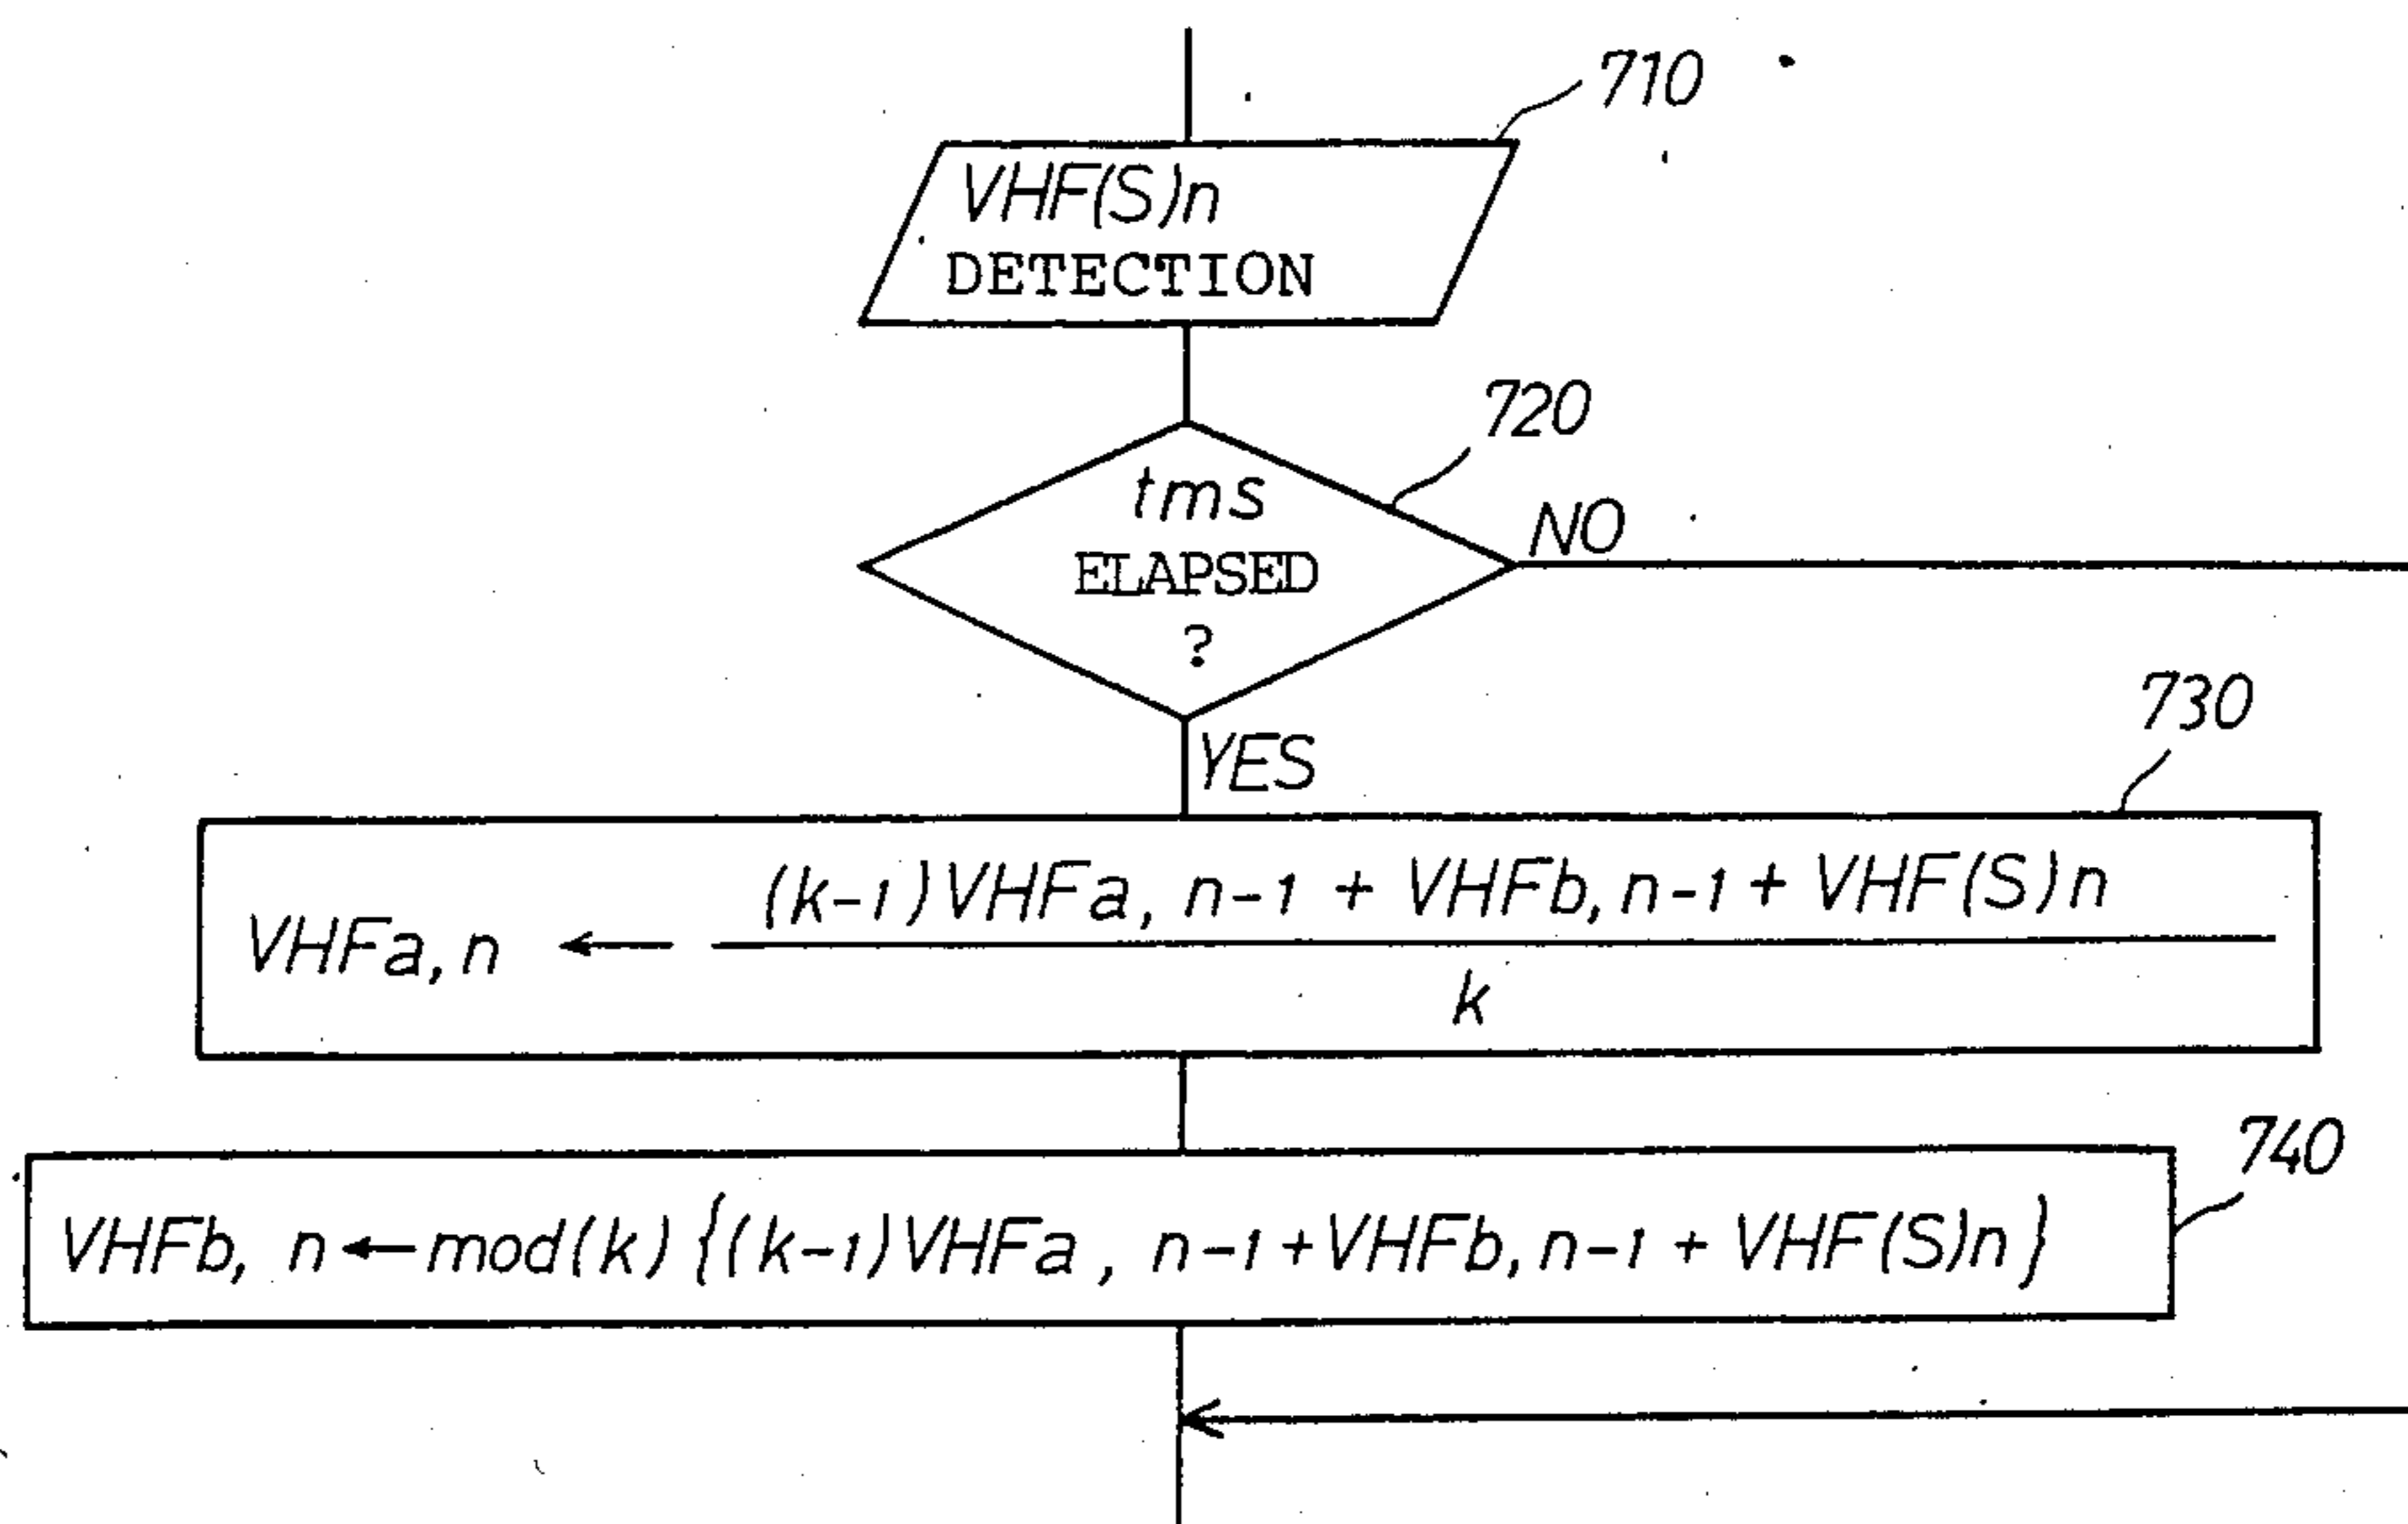 710
VHF(S)n
DETECTION
720
tms
ELAPSED
?
NO
YES
730
(k-1)VHFa, n-1 + VHFb, n-1 + VHF(S)n
VHFa, n ←
k
740
VHFb, n ← mod(k) {(k-1)VHFa, n-1 + VHFb, n-1 + VHF(S)n}